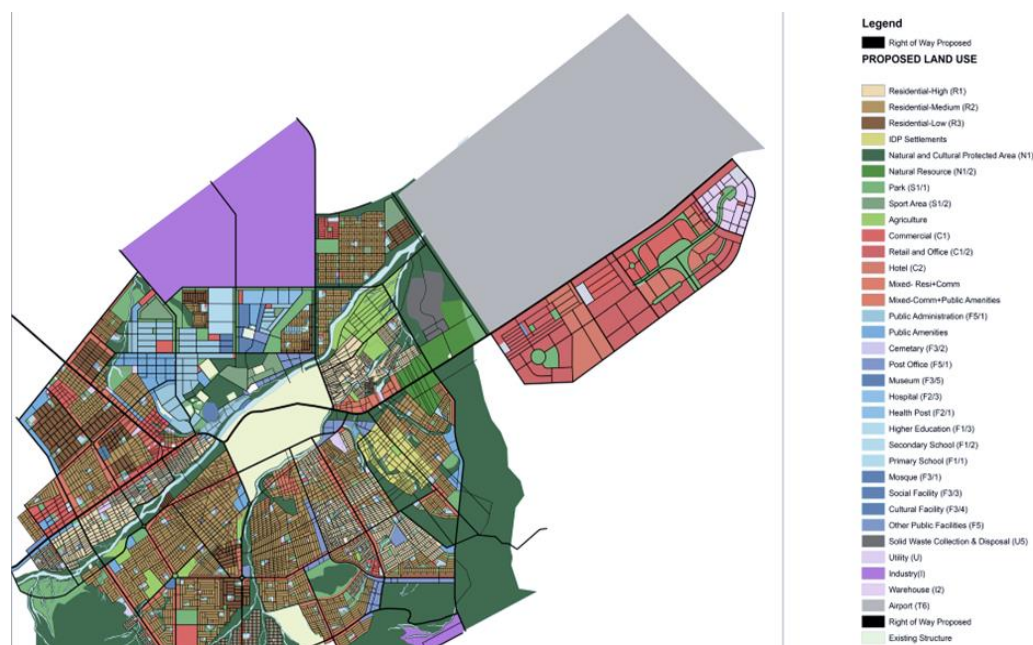 Legend
Right of Way Proposed
PROPOSED LAND USE
Residential-High (R1)
Residential-Medium (R2)
Residential-Low (R3)
IDP Settlements
Natural and Cultural Protected Area (N1)
Natural Resource (N1/2)
Park (S1/1)
Sport Area (S1/2)
Agriculture
Commercial (C1)
Retail and Office (C1/2)
Hotel (C2)
Mixed- Resi+Comm
Mixed-Comm+Public Amenities
Public Administration (F5/1)
Public Amenities
Cemetary (F3/2)
Post Office (F5/1)
Museum (F3/5)
Hospital (F2/3)
Health Post (F2/1)
Higher Education (F1/3)
Secondary School (F1/2)
Primary School (F1/1)
Mosque (F3/1)
Social Facility (F3/3)
Cultural Facility (F3/4)
Other Public Facilities (F5)
Solid Waste Collection & Disposal (U5)
Utility (U)
Industry(I)
Warehouse (I2)
Airport (T6)
Right of Way Proposed
Existing Structure